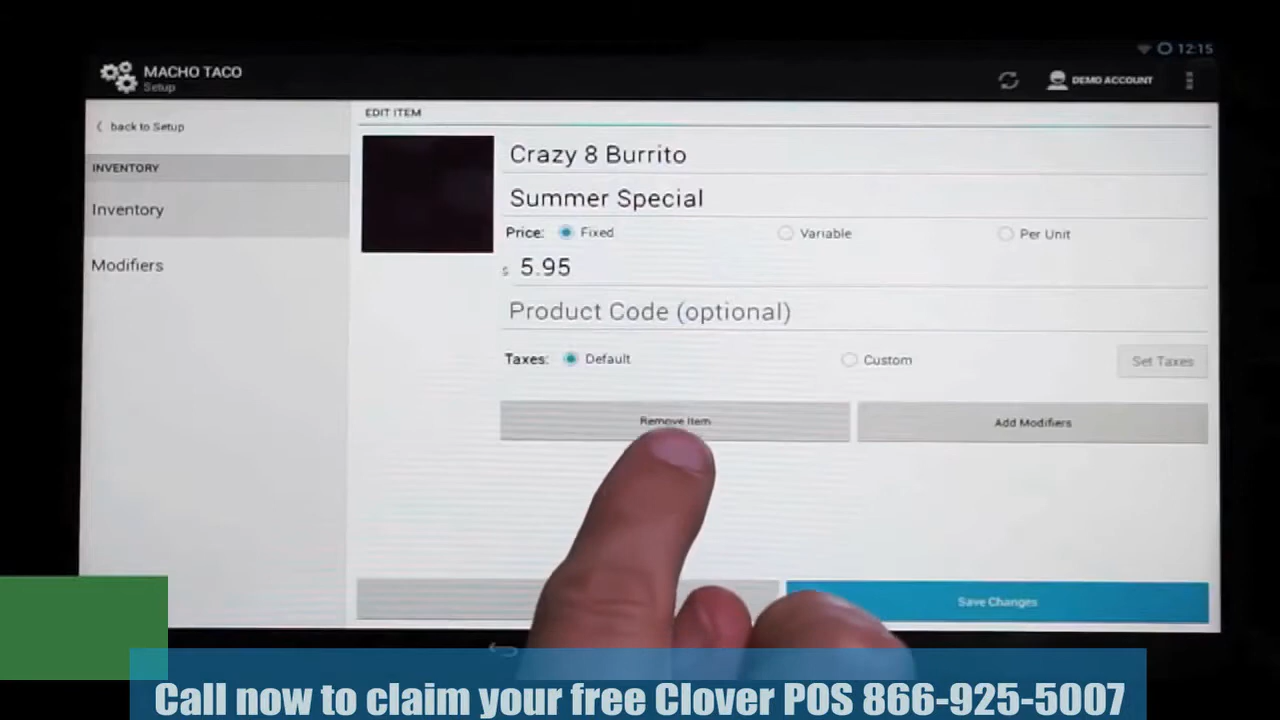 12:15
MACHO TACO
Setup
DEMO ACCOUNT
back to Setup
INVENTORY
Inventory
Modifiers
EDIT ITEM
Crazy 8 Burrito
Summer Special
Price: Fixed Variable Per Unit
$ 5.95
Product Code (optional)
Taxes: Default Custom Set Taxes
Remove Item Add Modifiers
Save Changes
Call now to claim your free Clover POS 866-925-5007